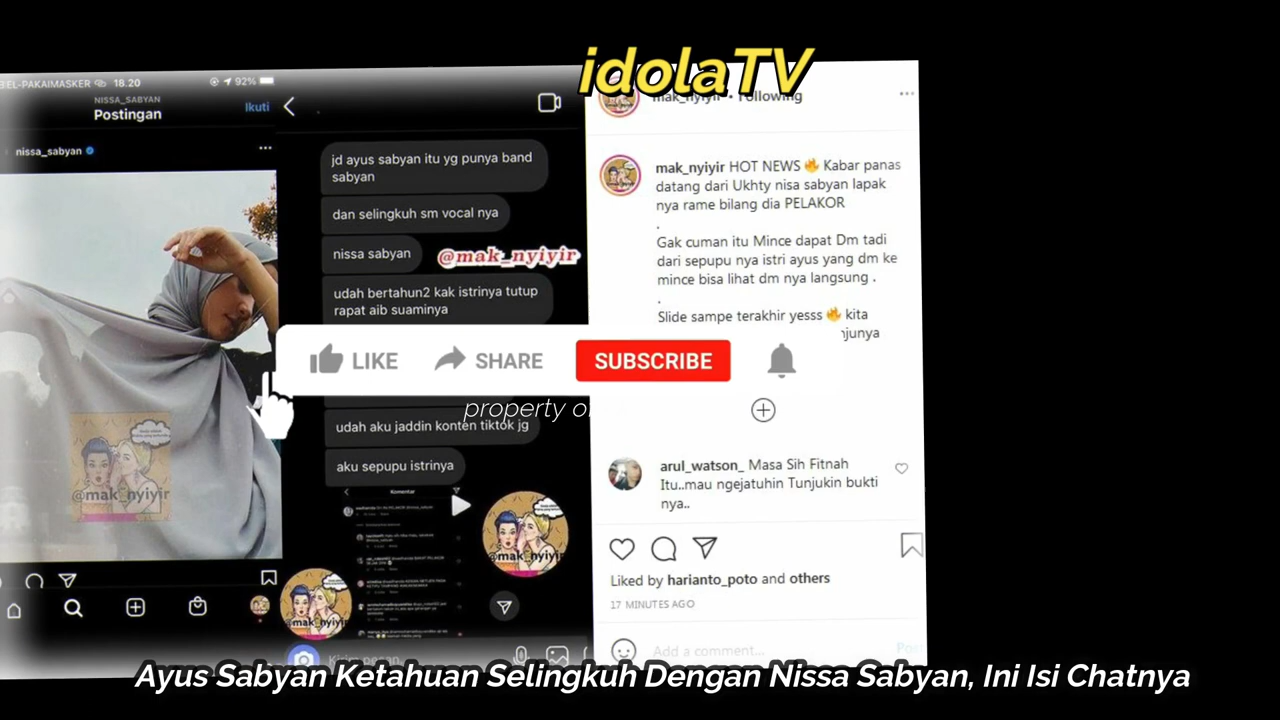 idolaTV
EL-PAKAIMASKER 18.20 92%
NISSA_SABYAN
Postingan
Ikuti
nissa_sabyan
@mak_nyiyir
jd ayus sabyan itu yg punya band
sabyan
dan selingkuh sm vocal nya
nissa sabyan
@mak_nyiyir
udah bertahun2 kak istrinya tutup
rapat aib suaminya
udah aku jaddin konten tiktok jg
aku sepupu istrinya
Komentar
@mak_nyiyir
Kirim pesan
mak_nyiyir • Following
mak_nyiyir HOT NEWS 🔥 Kabar panas
datang dari Ukhty nisa sabyan lapak
nya rame bilang dia PELAKOR
.
Gak cuman itu Mince dapat Dm tadi
dari sepupu nya istri ayus yang dm ke
mince bisa lihat dm nya langsung .
.
Slide sampe terakhir yesss 🔥 kita
LIKE SHARE SUBSCRIBE
property of
arul_watson_ Masa Sih Fitnah
Itu..mau ngejatuhin Tunjukin bukti
nya..
Liked by harianto_poto and others
17 MINUTES AGO
Add a comment...
Ayus Sabyan Ketahuan Selingkuh Dengan Nissa Sabyan, Ini Isi Chatnya